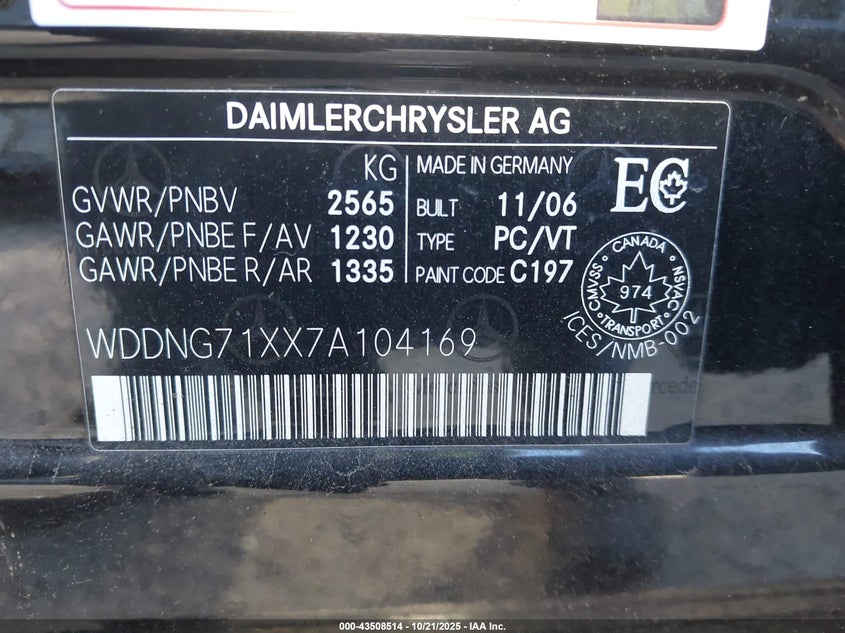 DAIMLERCHRYSLER AG
KG
GVWR/PNBV 2565
GAWR/PNBE F/AV 1230
GAWR/PNBE R/AR 1335
MADE IN GERMANY
BUILT 11/06
TYPE PC/VT
PAINT CODE C197
EC
CANADA
CMVSS NSVAC
974
TRANSPORT
ICES/NMB-002
WDDNG71XX7A104169
000-43508514 - 10/21/2025 - IAA Inc.